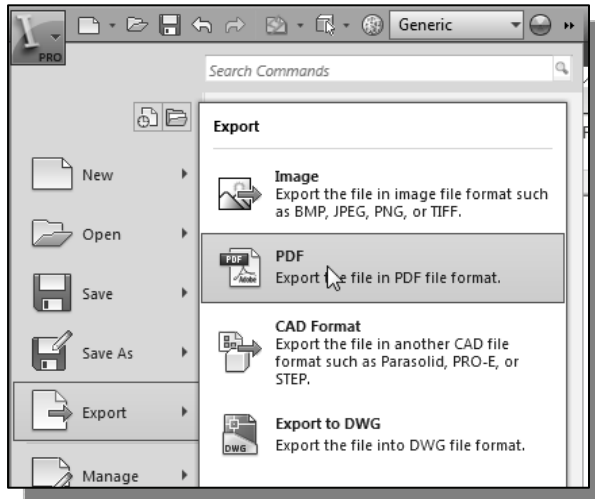 Generic
PRO
Search Commands
Export
New
Image
Export the file in image file format such
as BMP, JPEG, PNG, or TIFF.
Open
PDF
PDF
Adobe
Export the file in PDF file format.
Save
CAD Format
Export the file in another CAD file
format such as Parasolid, PRO-E, or
STEP.
Save As
Export
Export to DWG
DWG
Export the file into DWG file format.
Manage